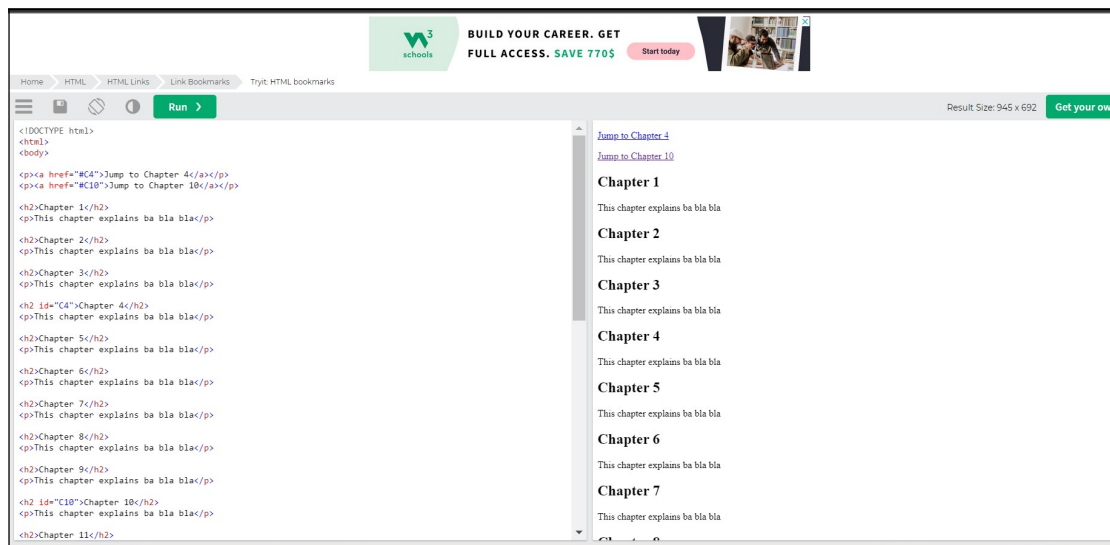 3
schools
BUILD YOUR CAREER. GET
FULL ACCESS. SAVE 770$
Start today
Home HTML HTML Links Link Bookmarks Tryit: HTML bookmarks
Run ❯
Result Size: 945 x 692
Get your ow
<!DOCTYPE html>
<html>
<body>
<p><a href="#C4">Jump to Chapter 4</a></p>
<p><a href="#C10">Jump to Chapter 10</a></p>
<h2>Chapter 1</h2>
<p>This chapter explains ba bla bla</p>
<h2>Chapter 2</h2>
<p>This chapter explains ba bla bla</p>
<h2>Chapter 3</h2>
<p>This chapter explains ba bla bla</p>
<h2 id="C4">Chapter 4</h2>
<p>This chapter explains ba bla bla</p>
<h2>Chapter 5</h2>
<p>This chapter explains ba bla bla</p>
<h2>Chapter 6</h2>
<p>This chapter explains ba bla bla</p>
<h2>Chapter 7</h2>
<p>This chapter explains ba bla bla</p>
<h2>Chapter 8</h2>
<p>This chapter explains ba bla bla</p>
<h2>Chapter 9</h2>
<p>This chapter explains ba bla bla</p>
<h2 id="C10">Chapter 10</h2>
<p>This chapter explains ba bla bla</p>
<h2>Chapter 11</h2>
Jump to Chapter 4
Jump to Chapter 10
Chapter 1
This chapter explains ba bla bla
Chapter 2
This chapter explains ba bla bla
Chapter 3
This chapter explains ba bla bla
Chapter 4
This chapter explains ba bla bla
Chapter 5
This chapter explains ba bla bla
Chapter 6
This chapter explains ba bla bla
Chapter 7
This chapter explains ba bla bla